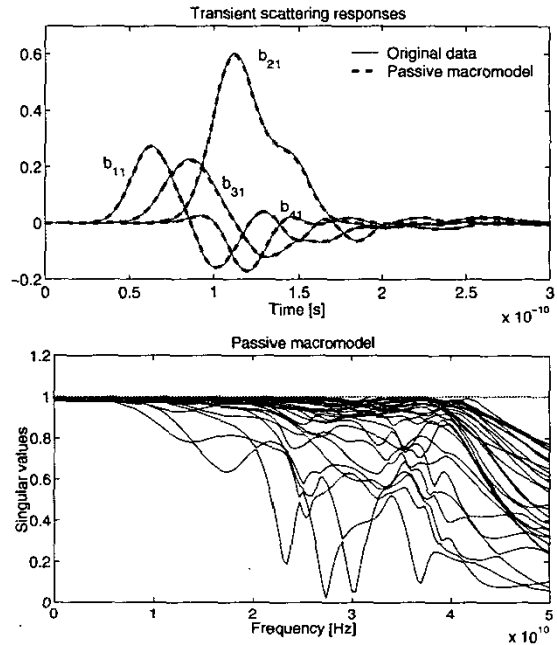 Transient scattering responses
Original data
Passive macromodel
b21
b11
b31
b41
0.6
0.4
0.2
0
-0.2
0 0.5 1 1.5 2 2.5 3
Time [s]
x 10^-10
Passive macromodel
Singular values
1.2
1
0.8
0.6
0.4
0.2
0
0 1 2 3 4 5
Frequency [Hz]
x 10^10